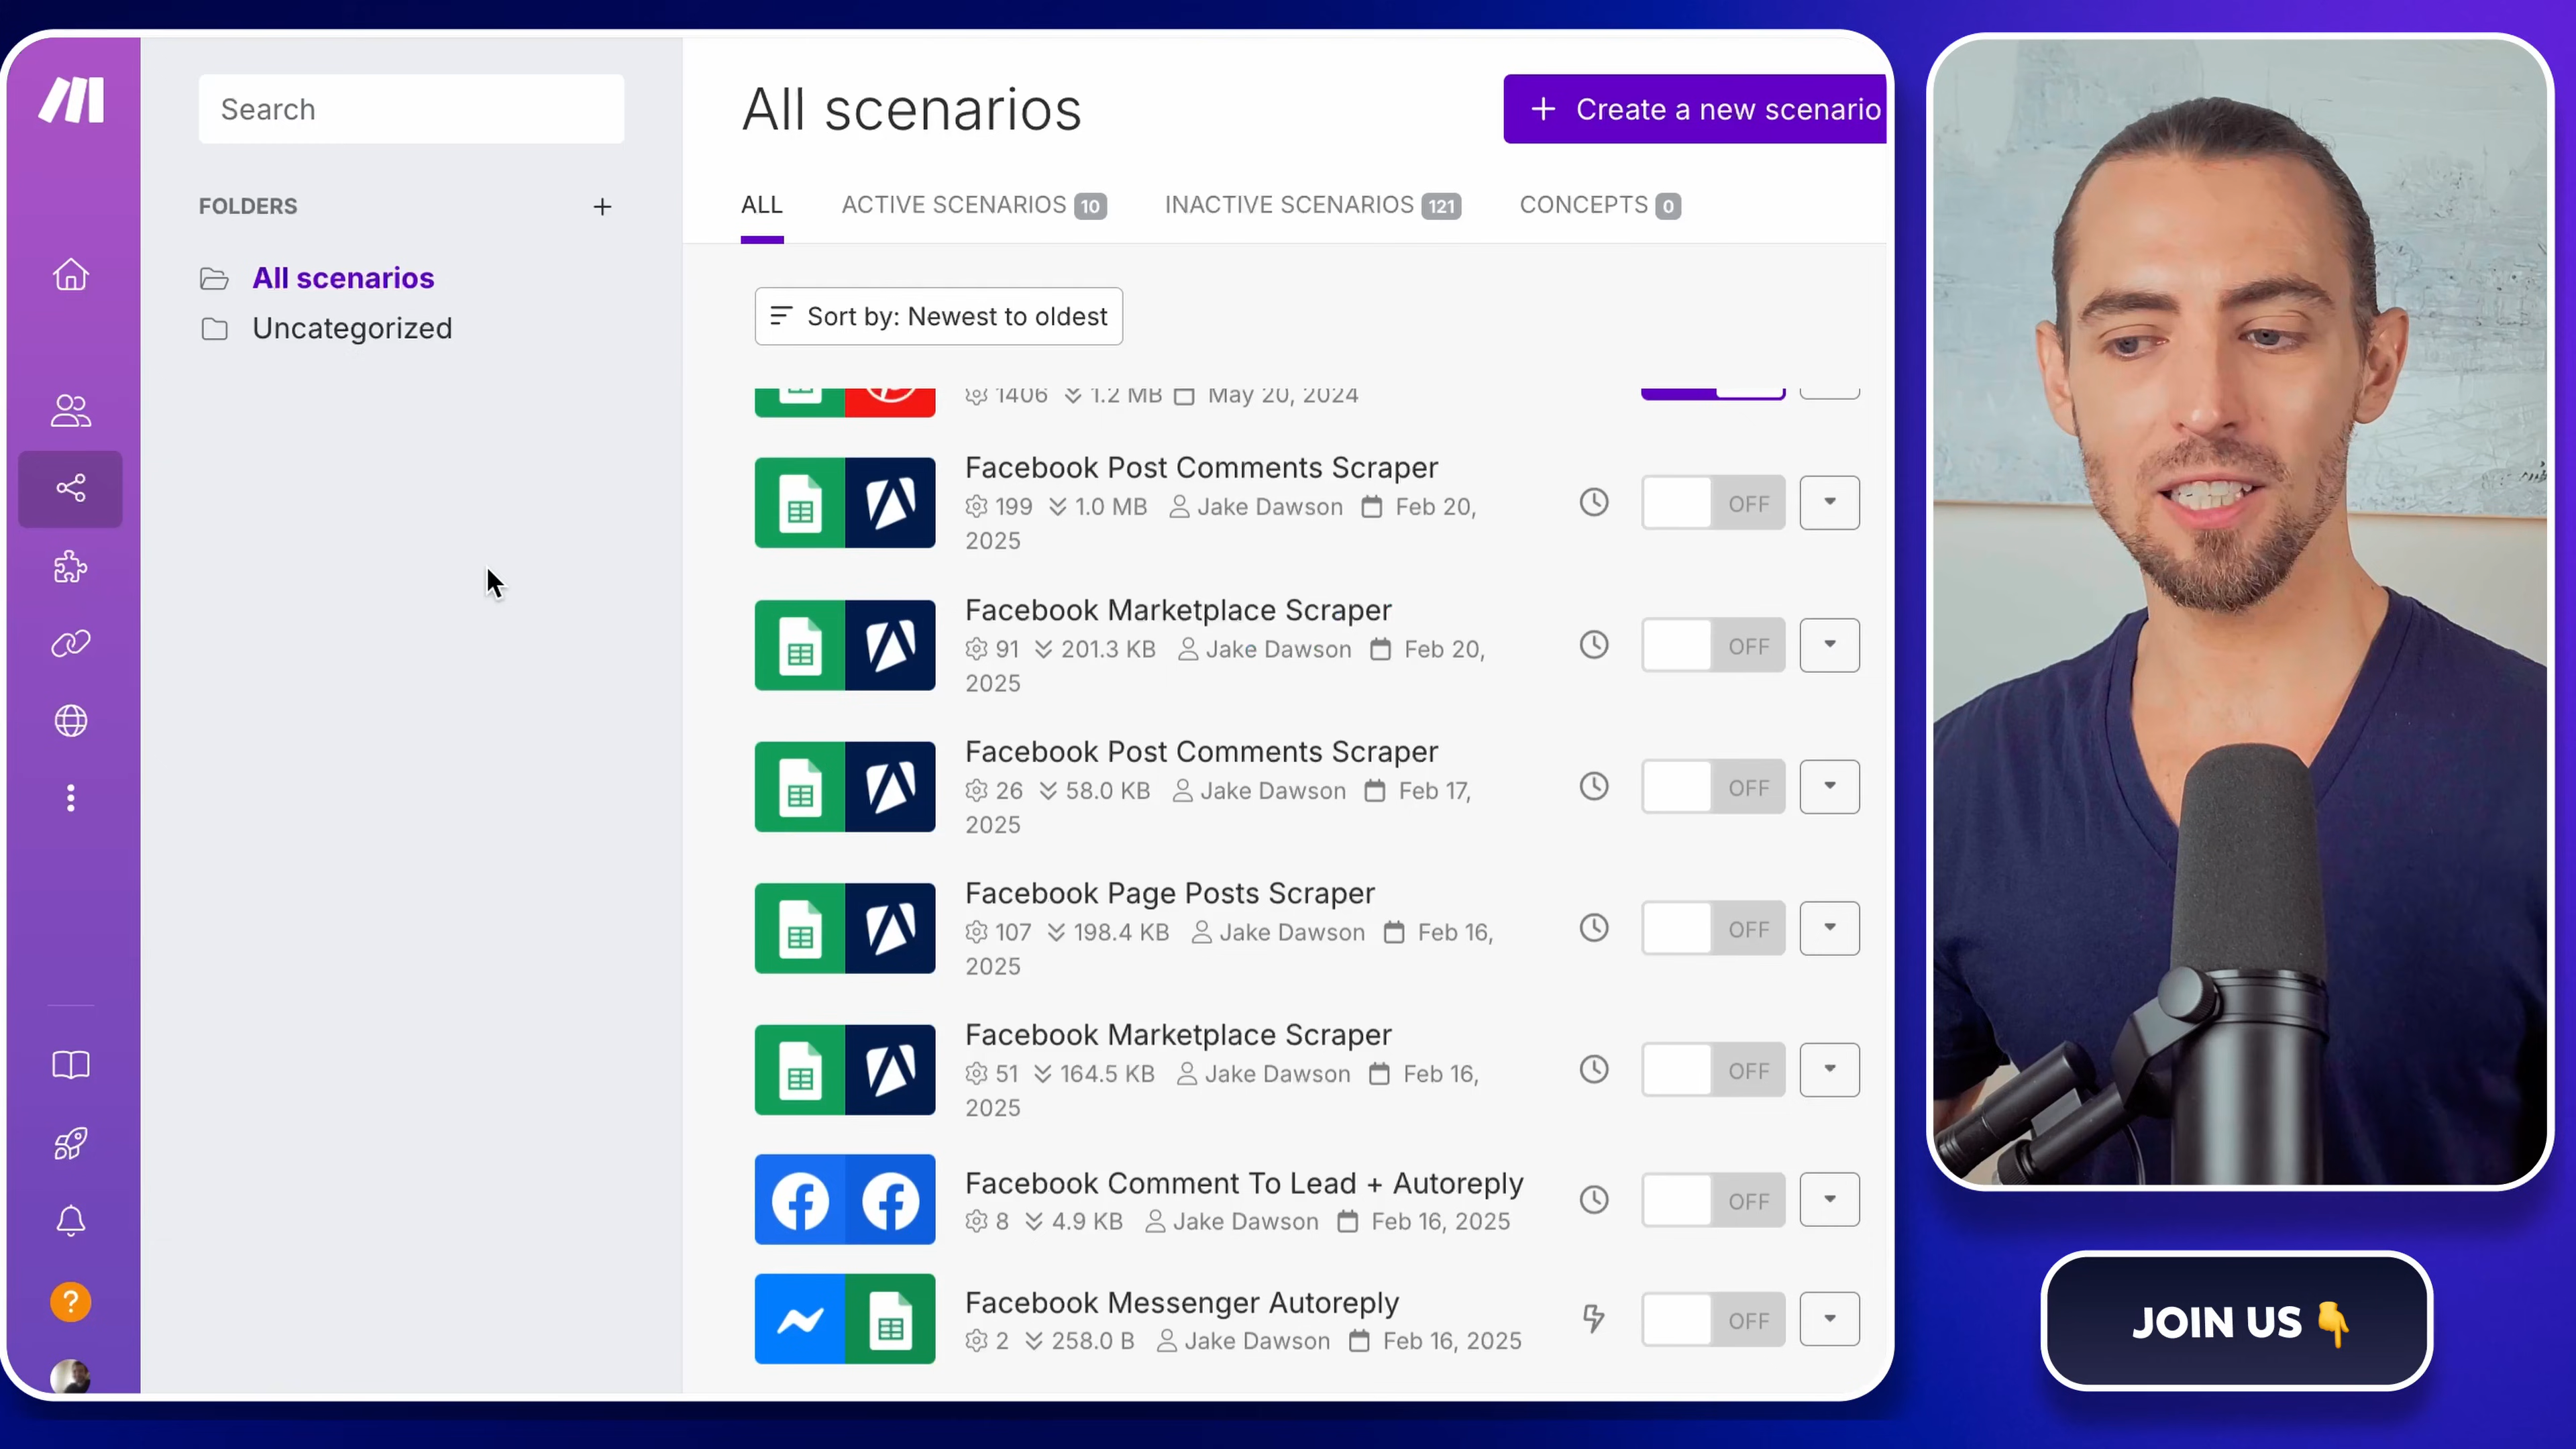 Search
FOLDERS
All scenarios
Uncategorized
All scenarios
Create a new scenario
ALL
ACTIVE SCENARIOS 10
INACTIVE SCENARIOS 121
CONCEPTS 0
Sort by: Newest to oldest
1406 1.2 MB May 20, 2024
Facebook Post Comments Scraper
199 1.0 MB Jake Dawson Feb 20,
2025
OFF
Facebook Marketplace Scraper
91 201.3 KB Jake Dawson Feb 20,
2025
OFF
Facebook Post Comments Scraper
26 58.0 KB Jake Dawson Feb 17,
2025
OFF
Facebook Page Posts Scraper
107 198.4 KB Jake Dawson Feb 16,
2025
OFF
Facebook Marketplace Scraper
51 164.5 KB Jake Dawson Feb 16,
2025
OFF
Facebook Comment To Lead + Autoreply
8 4.9 KB Jake Dawson Feb 16, 2025
OFF
Facebook Messenger Autoreply
2 258.0 B Jake Dawson Feb 16, 2025
OFF
?
JOIN US 👇